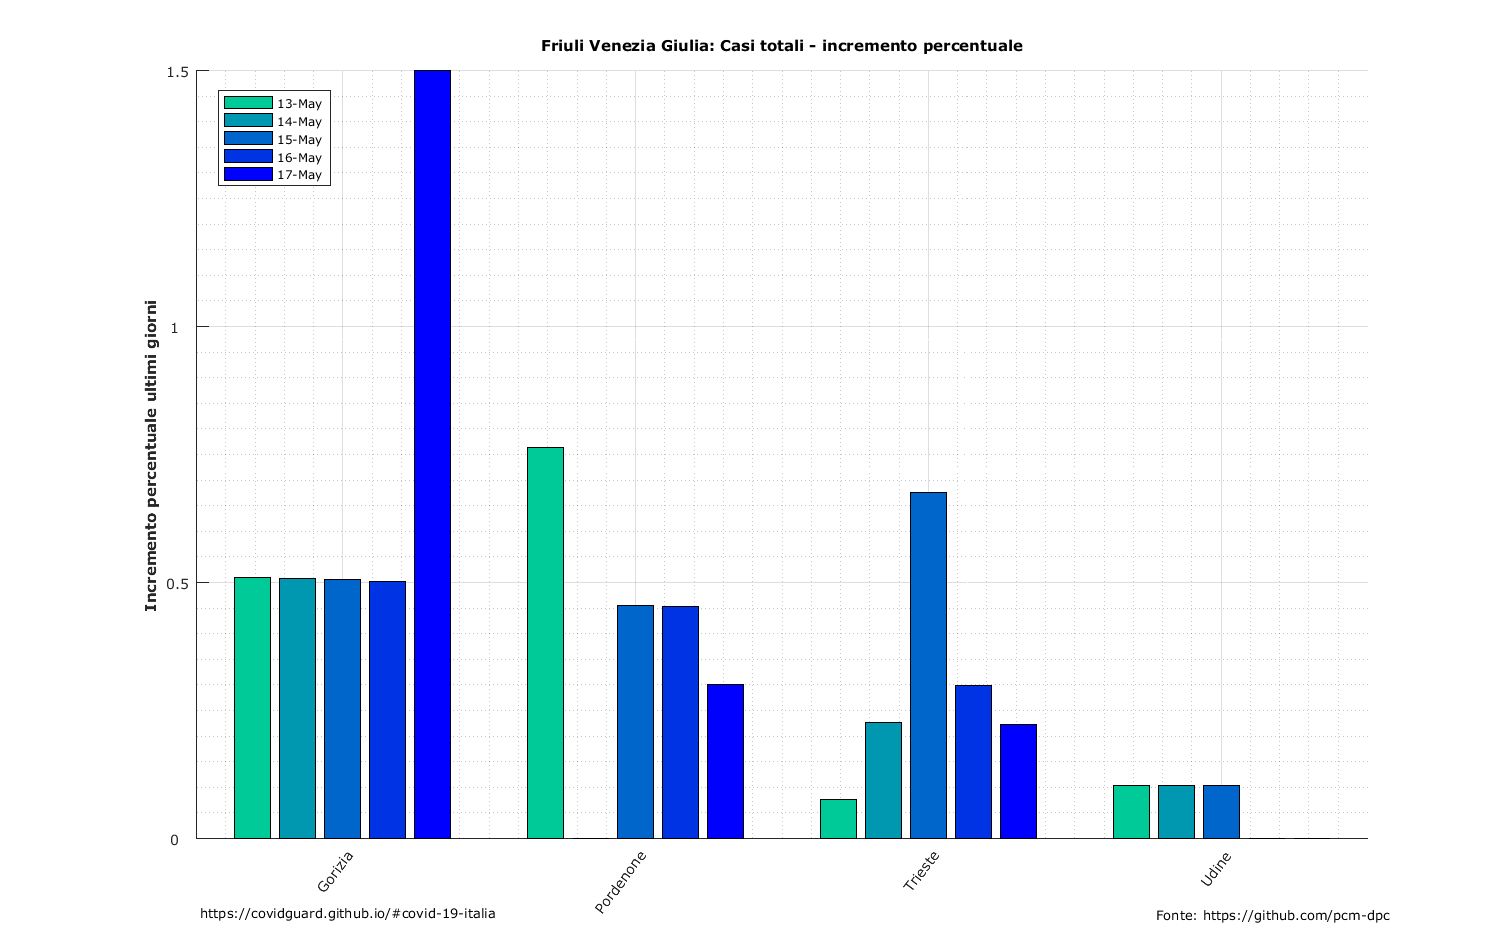 Friuli Venezia Giulia: Casi totali - incremento percentuale
Incremento percentuale ultimi giorni
1.5
1
0.5
0
13-May
14-May
15-May
16-May
17-May
Gorizia
Pordenone
Trieste
Udine
https://covidguard.github.io/#covid-19-italia
Fonte: https://github.com/pcm-dpc